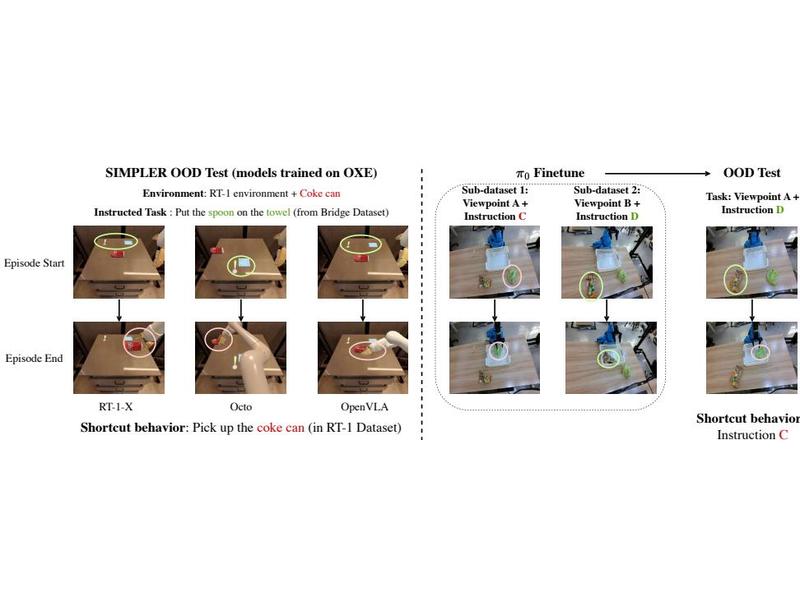 SIMPLER OOD Test (models trained on OXE)
Environment: RT-1 environment + Coke can
Instructed Task : Put the spoon on the towel (from Bridge Dataset)
Episode Start
Episode End
RT-1-X
Octo
OpenVLA
Shortcut behavior: Pick up the coke can (in RT-1 Dataset)
π0 Finetune
OOD Test
Sub-dataset 1:
Viewpoint A +
Instruction C
Sub-dataset 2:
Viewpoint B +
Instruction D
Task: Viewpoint A +
Instruction D
Shortcut behavior
Instruction C